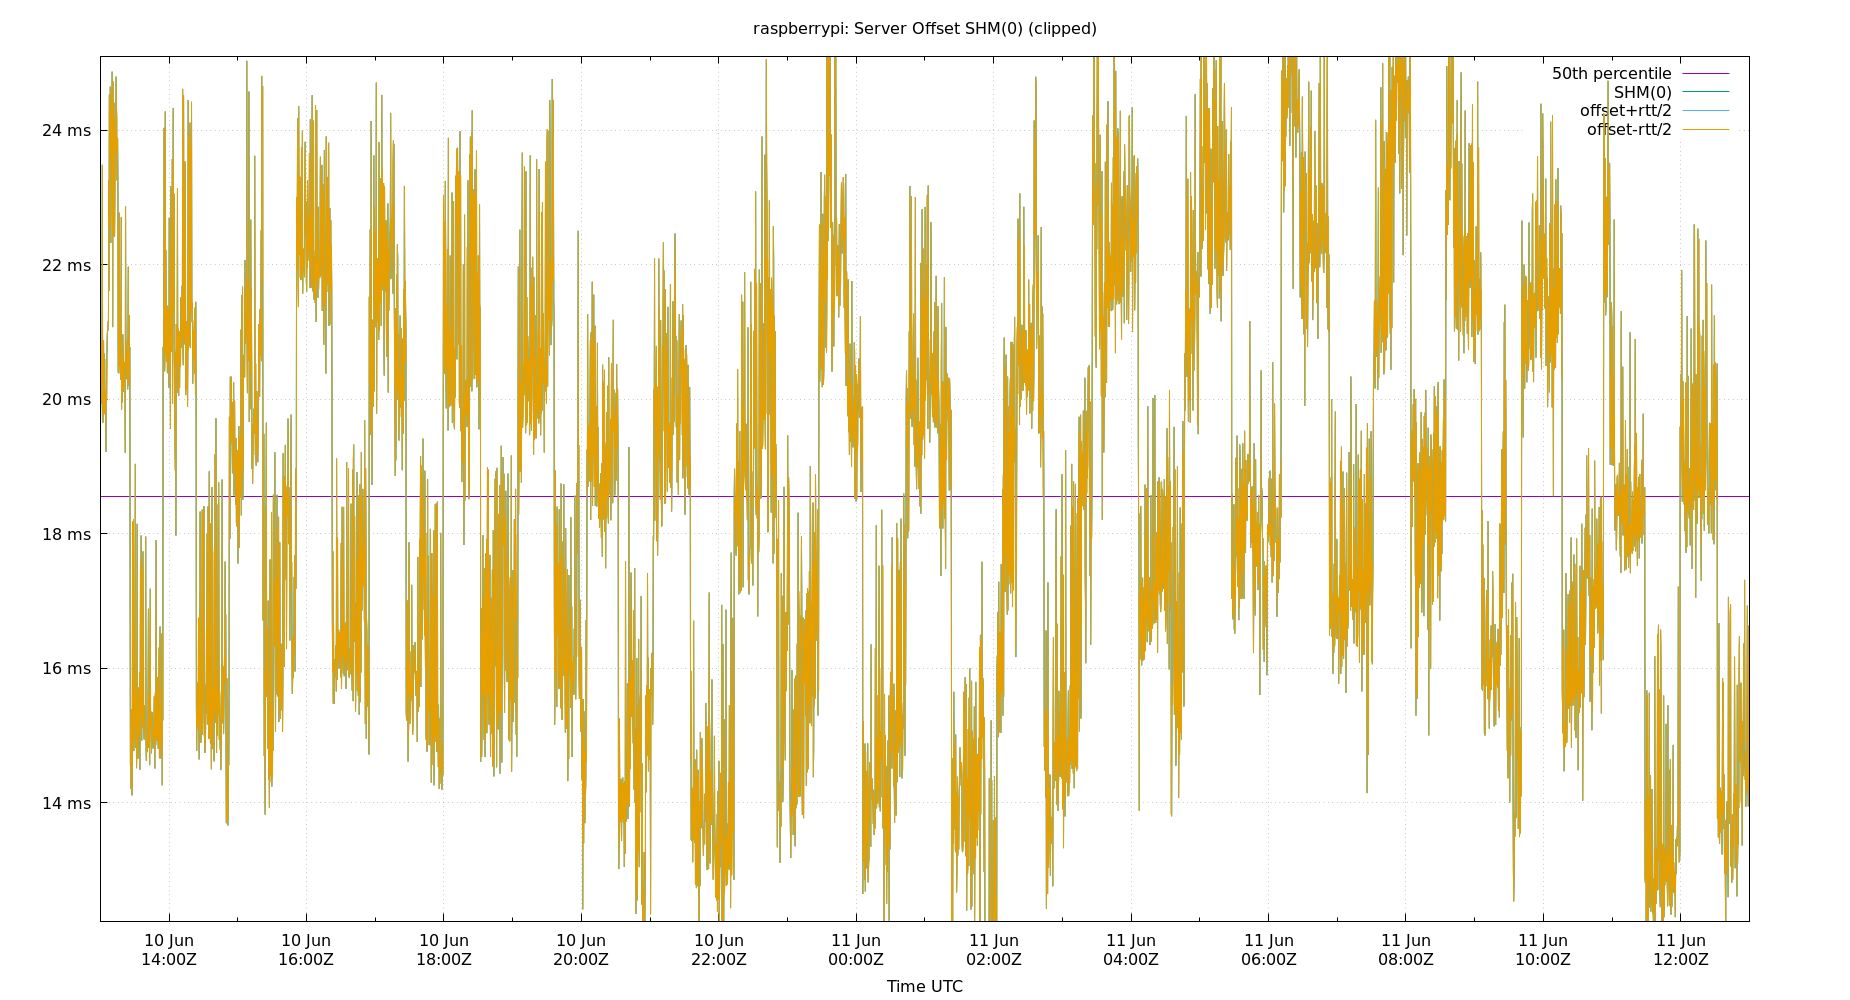 raspberrypi: Server Offset SHM(0) (clipped)
50th percentile
SHM(0)
offset+rtt/2
offset-rtt/2
24 ms
22 ms
20 ms
18 ms
16 ms
14 ms
10 Jun 10 Jun 10 Jun 10 Jun 10 Jun 11 Jun 11 Jun 11 Jun 11 Jun 11 Jun 11 Jun 11 Jun
14:00Z 16:00Z 18:00Z 20:00Z 22:00Z 00:00Z 02:00Z 04:00Z 06:00Z 08:00Z 10:00Z 12:00Z
Time UTC